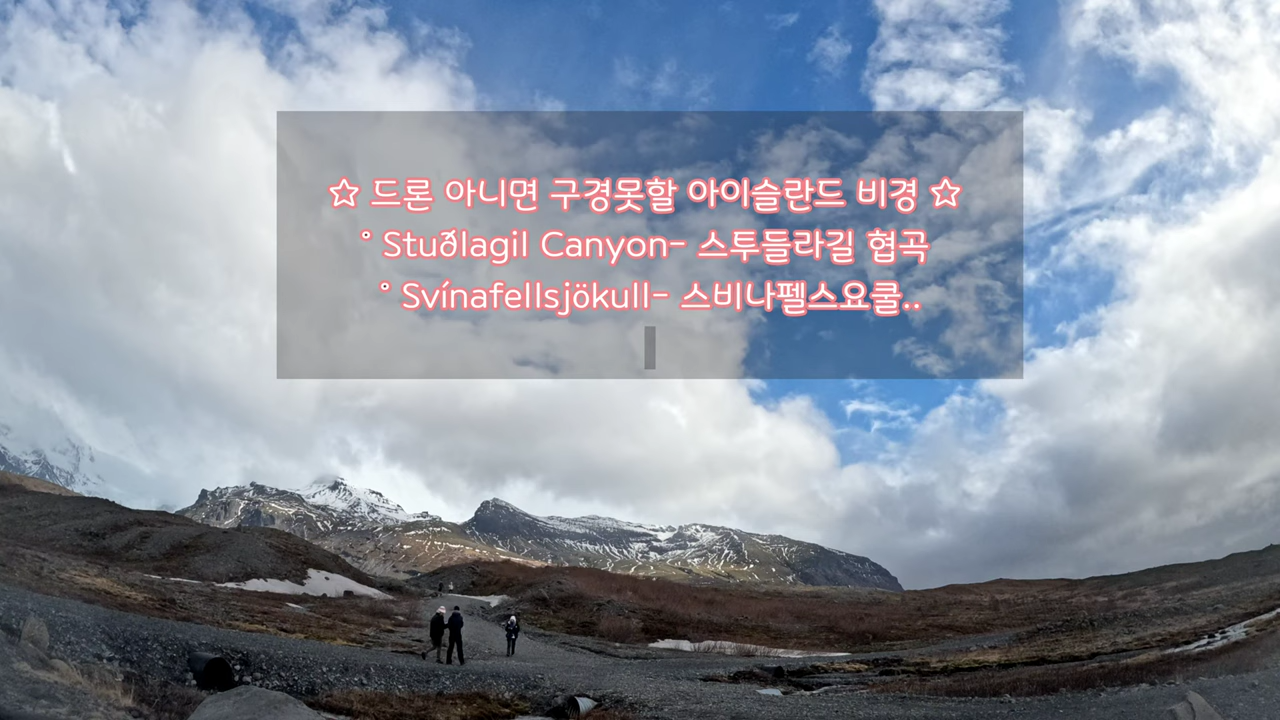 ☆ 드론 아니면 구경못할 아이슬란드 비경 ☆
° Stuðlagil Canyon- 스투들라길 협곡
° Svínafellsjökull- 스비나펠스요쿨..